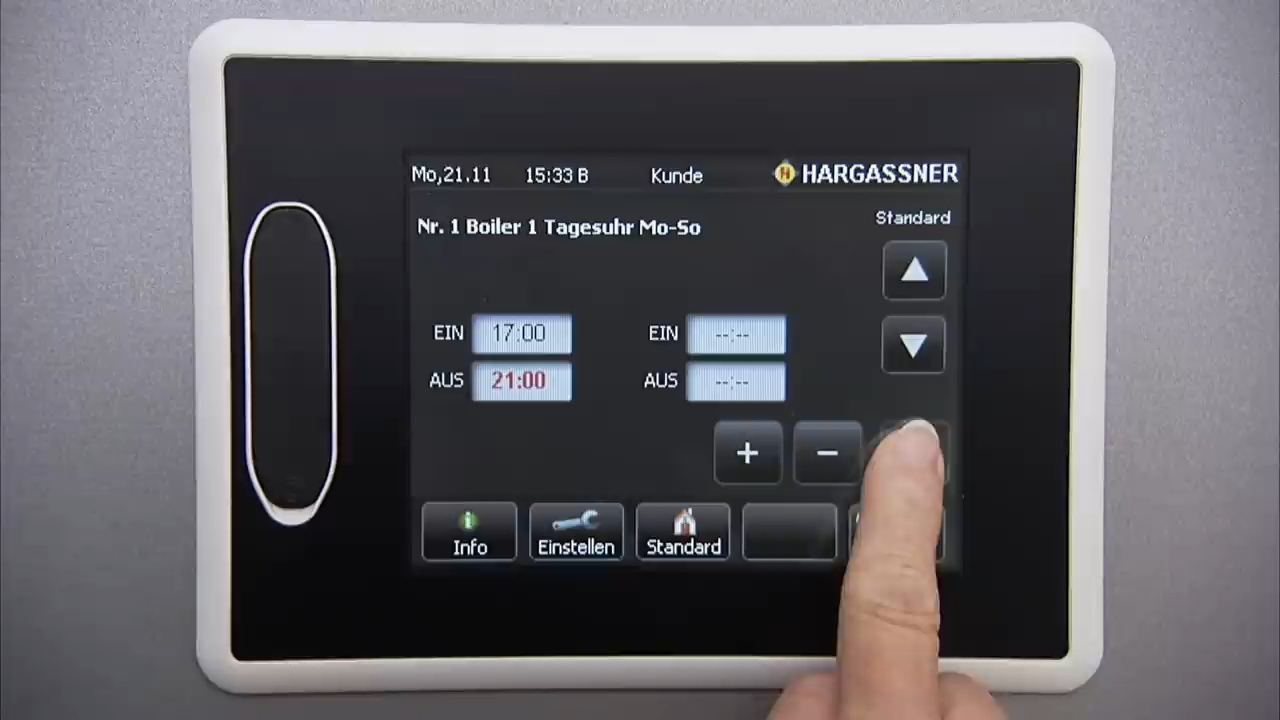 Mo,21.11 15:33 B Kunde HARGASSNER
Standard
Nr. 1 Boiler 1 Tagesuhr Mo-So
EIN 17:00 EIN --:--
AUS 21:00 AUS --:--
+ −
Info Einstellen Standard